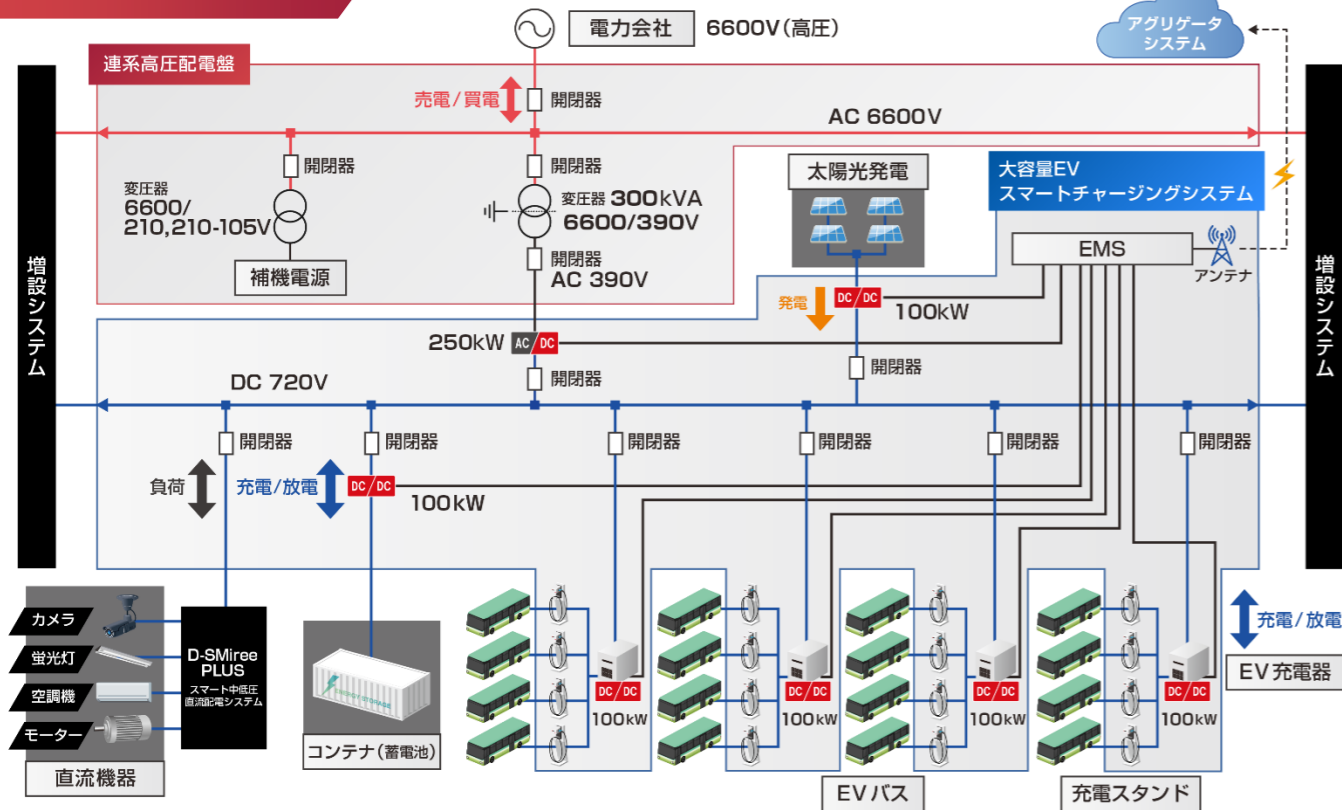 電力会社 6600V(高圧)
アグリゲータ
システム
連系高圧配電盤
売電/買電
開閉器
AC 6600V
開閉器
開閉器
変圧器
6600/
210,210-105V
変圧器 300kVA
6600/390V
太陽光発電
大容量EV
スマートチャージングシステム
EMS
アンテナ
補機電源
開閉器
AC 390V
増設システム
増設システム
発電
DC/DC
100kW
250kW AC/DC
開閉器
開閉器
DC 720V
開閉器
開閉器
開閉器
開閉器
開閉器
開閉器
負荷
充電/放電
DC/DC
100kW
カメラ
蛍光灯
空調機
モーター
D-SMiree
PLUS
スマート中低圧
直流配電システム
直流機器
ENERGY STORAGE
コンテナ(蓄電池)
DC/DC
100kW
DC/DC
100kW
DC/DC
100kW
DC/DC
100kW
充電/放電
EV充電器
EVバス
充電スタンド